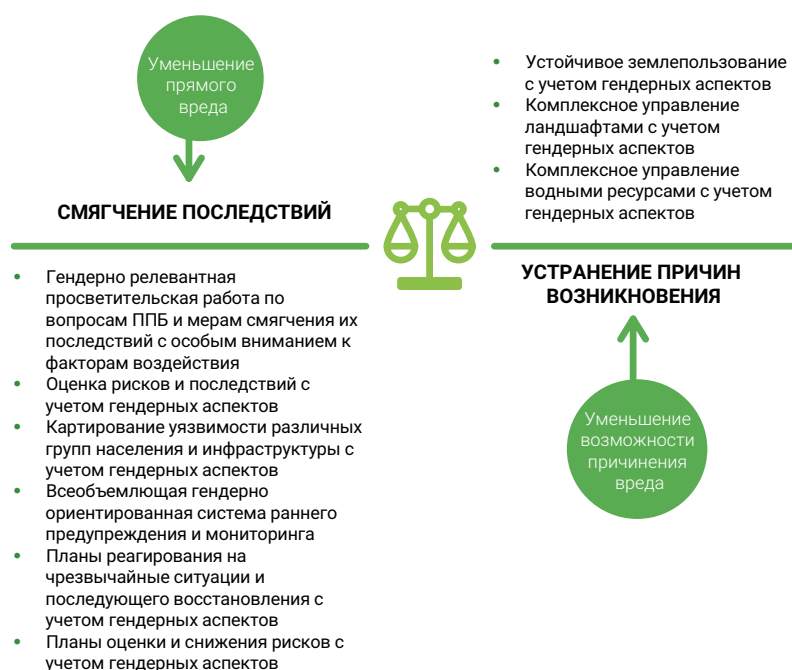 Уменьшение
прямого
вреда
СМЯГЧЕНИЕ ПОСЛЕДСТВИЙ
• Гендерно релевантная
просветительская работа по
вопросам ППБ и мерам смягчения их
последствий с особым вниманием к
факторам воздействия
• Оценка рисков и последствий с
учетом гендерных аспектов
• Картирование уязвимости различных
групп населения и инфраструктуры с
учетом гендерных аспектов
• Всеобъемлющая гендерно
ориентированная система раннего
предупреждения и мониторинга
• Планы реагирования на
чрезвычайные ситуации и
последующего восстановления с
учетом гендерных аспектов
• Планы оценки и снижения рисков с
учетом гендерных аспектов
• Устойчивое землепользование
с учетом гендерных аспектов
• Комплексное управление
ландшафтами с учетом
гендерных аспектов
• Комплексное управление
водными ресурсами с учетом
гендерных аспектов
УСТРАНЕНИЕ ПРИЧИН
ВОЗНИКНОВЕНИЯ
Уменьшение
возможности
причинения
вреда